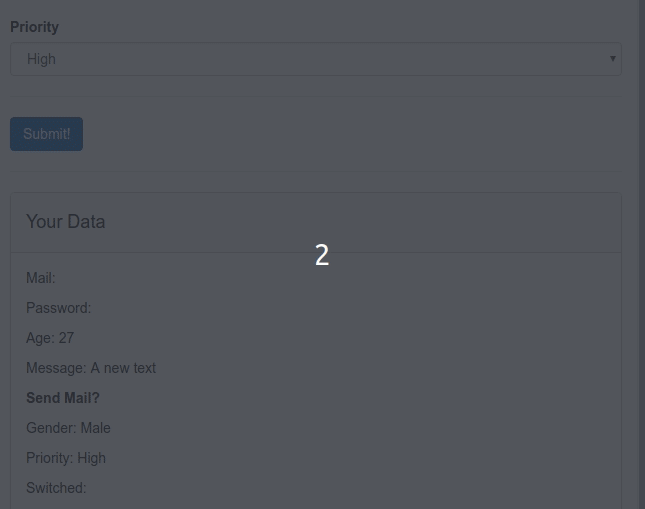 Priority
High
Submit!
Your Data
2
Mail:
Password:
Age: 27
Message: A new text
Send Mail?
Gender: Male
Priority: High
Switched: